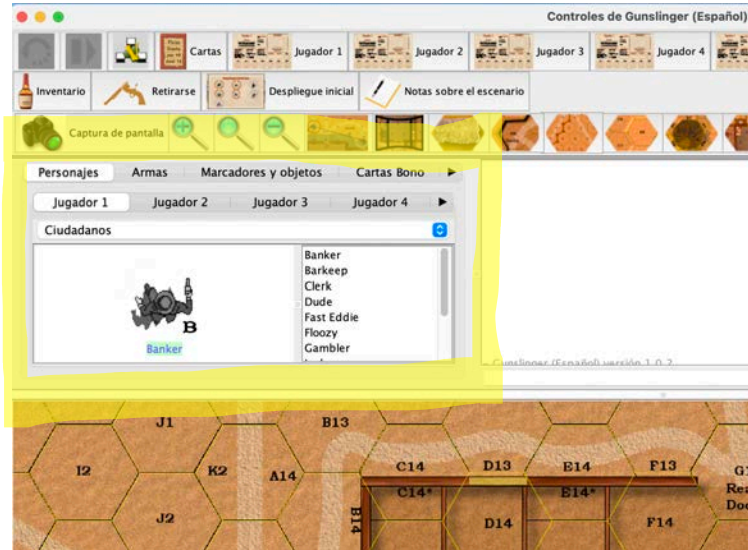 Controles de Gunslinger (Español)
Cartas Jugador 1 Jugador 2 Jugador 3 Jugador 4
Inventario Retirarse Despliegue inicial Notas sobre el escenario
Captura de pantalla
Personajes Armas Marcadores y objetos Cartas Bono
Jugador 1 Jugador 2 Jugador 3 Jugador 4
Ciudadanos
Banker
Barkeep
Clerk
Dude
Fast Eddie
Floozy
Gambler
B
Banker
- Gunslinger (Español) versión 1.0.2
J1 B13
I2 K2 A14 C14 D13 E14 F13
C14* E14*
B14
J2 D14 F14